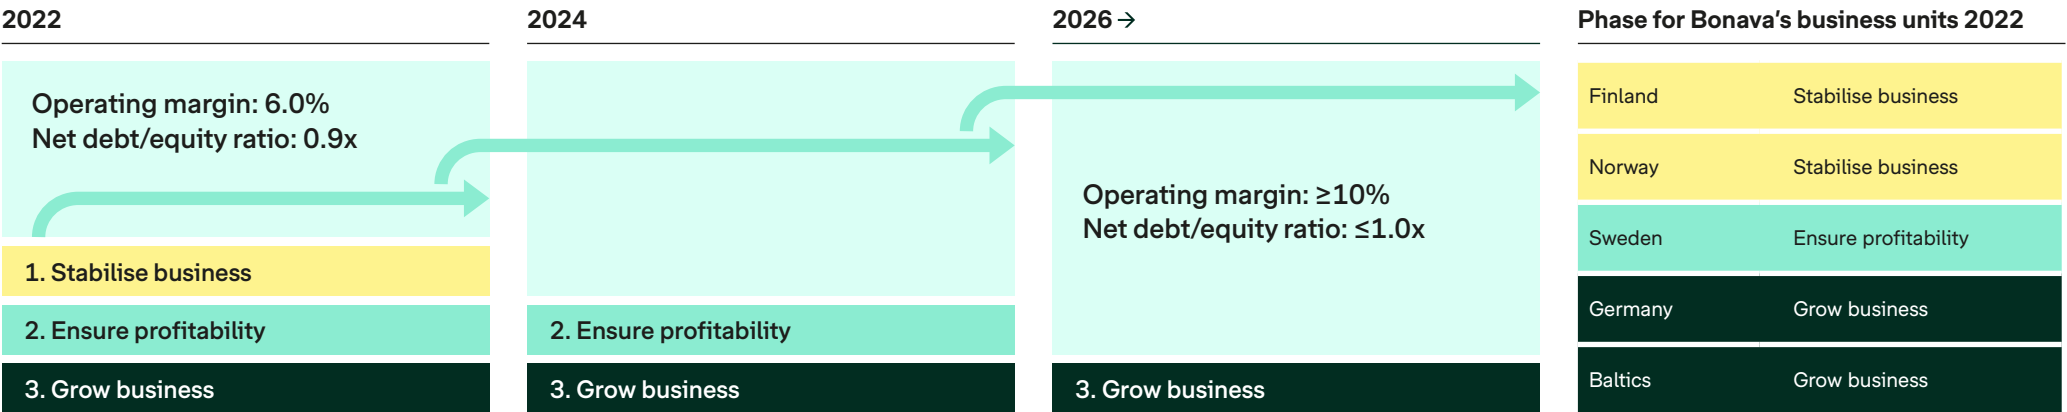 2022
Operating margin: 6.0%
Net debt/equity ratio: 0.9x
1. Stabilise business
2. Ensure profitability
3. Grow business
2024
2. Ensure profitability
3. Grow business
2026 →
Operating margin: ≥10%
Net debt/equity ratio: ≤1.0x
3. Grow business
Phase for Bonava's business units 2022
Finland Stabilise business
Norway Stabilise business
Sweden Ensure profitability
Germany Grow business
Baltics Grow business